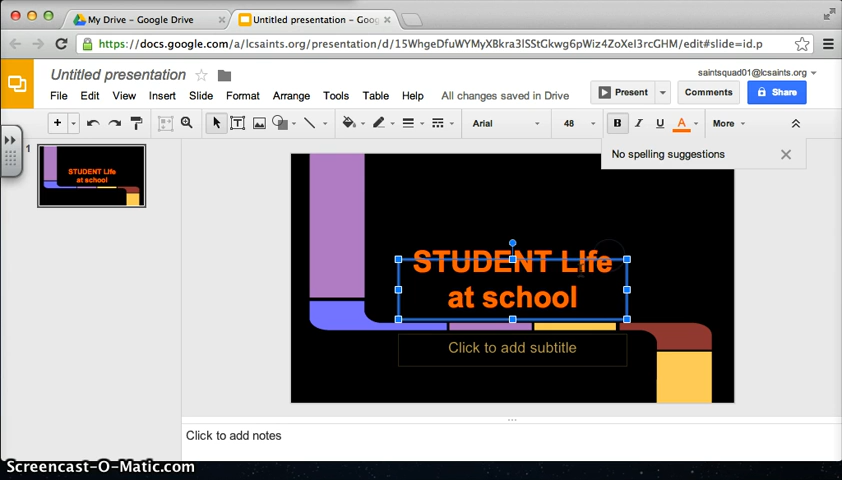 My Drive - Google Drive
Untitled presentation - Goog
https://docs.google.com/a/lcsaints.org/presentation/d/15WhgeDfuWYMyXBkra3lSStGkwg6pWiz4ZoXeI3rcGHM/edit#slide=id.p
Untitled presentation
saintsquad01@lcsaints.org
File Edit View Insert Slide Format Arrange Tools Table Help All changes saved in Drive
Present Comments Share
Arial 48 B I U A More
No spelling suggestions
1
STUDENT LIfe
at school
STUDENT LIfe
at school
Click to add subtitle
Click to add notes
Screencast-O-Matic.com